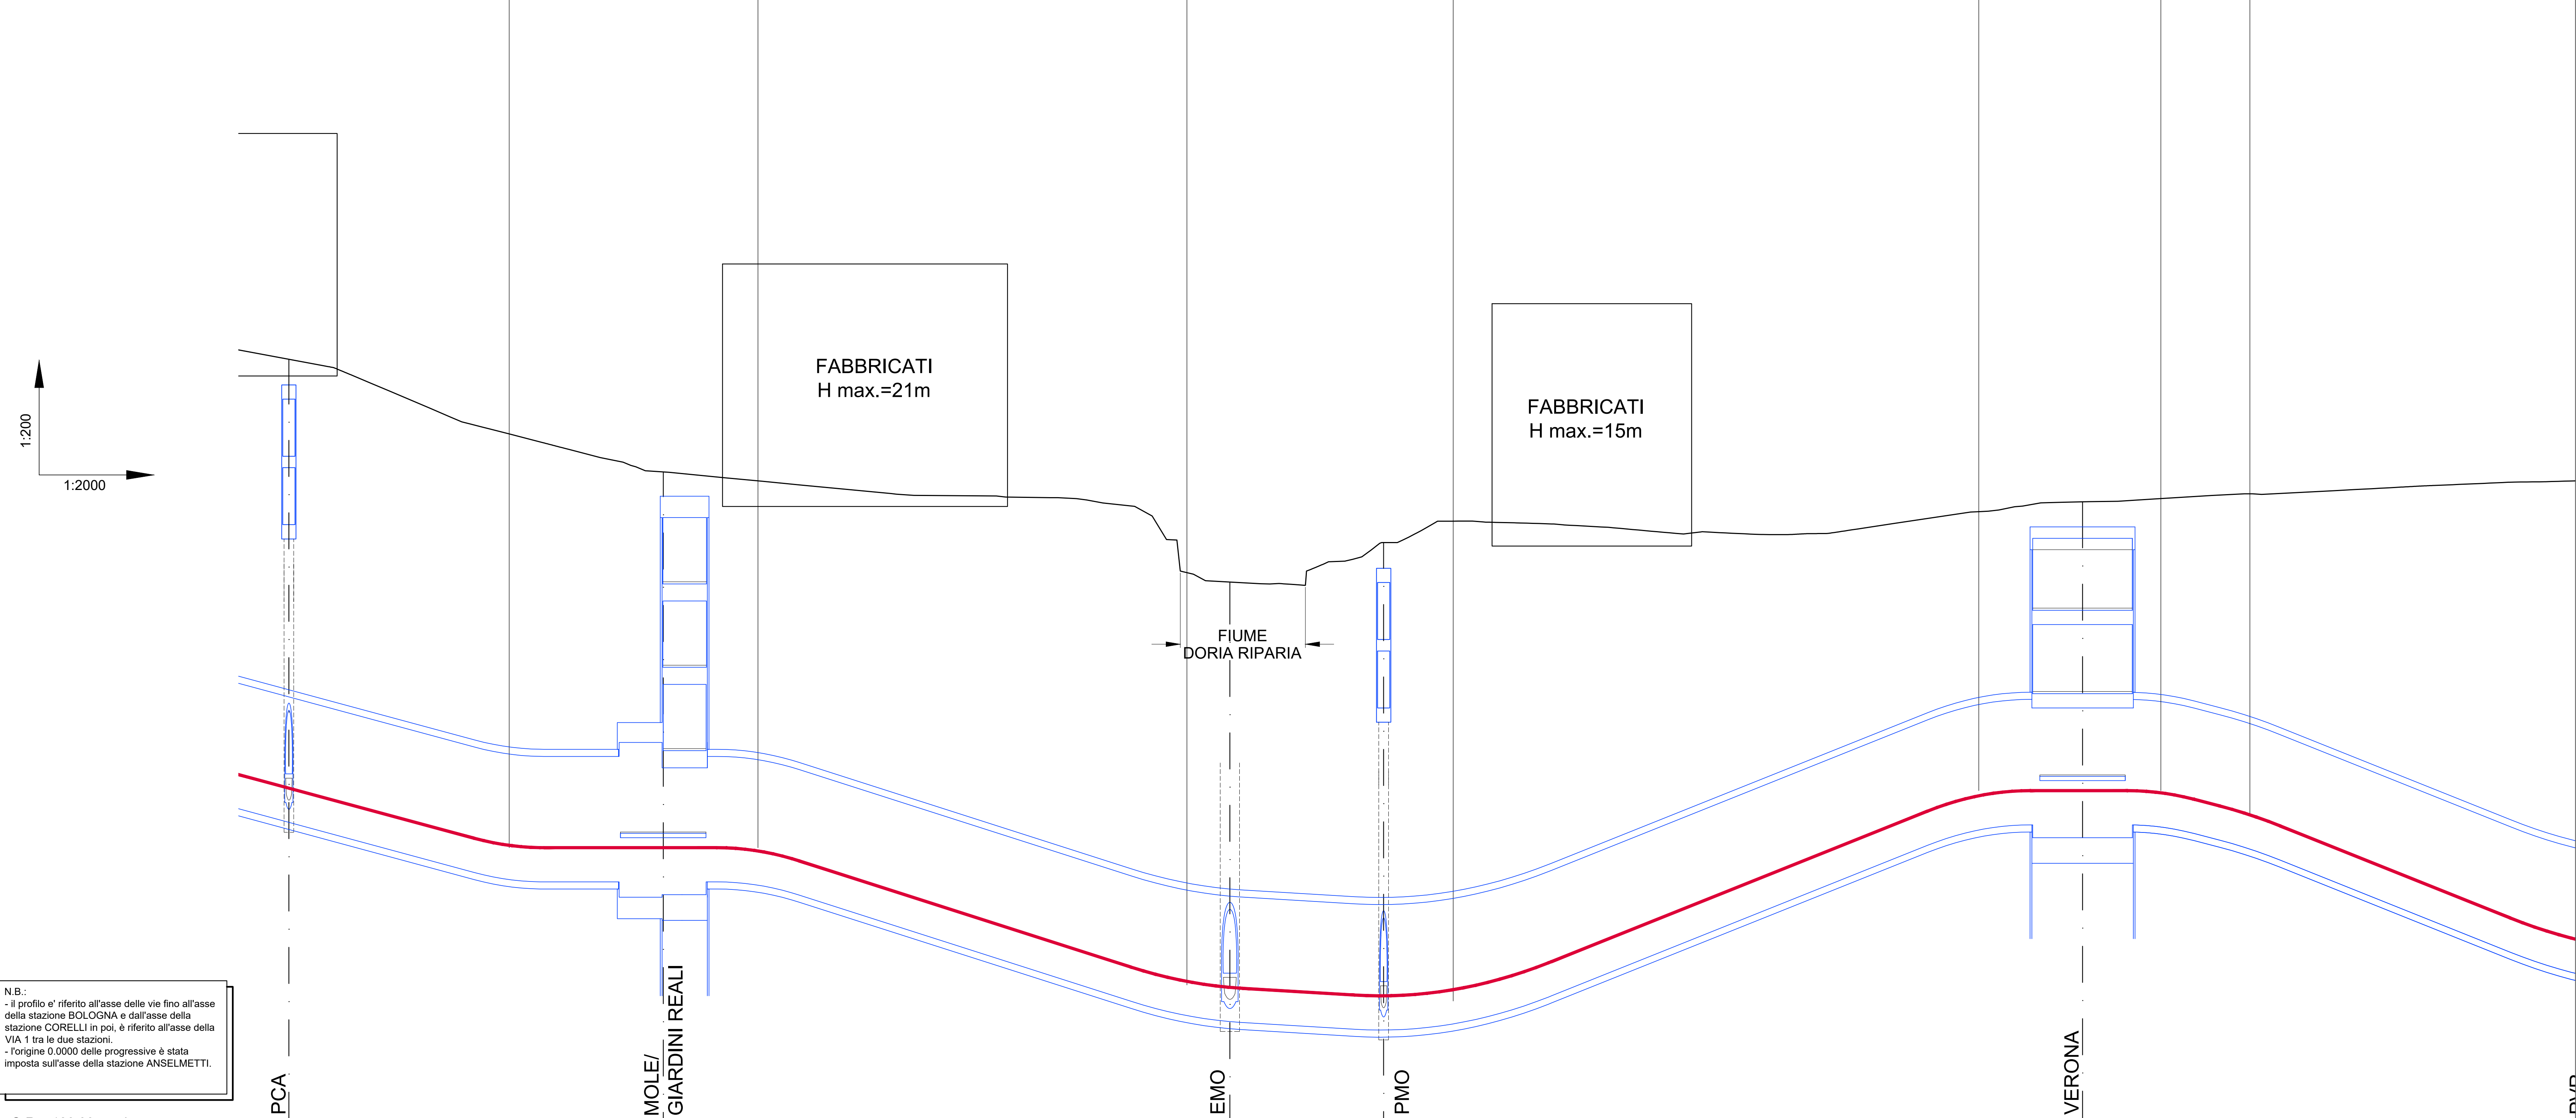 FABBRICATI
H max.=21m
FABBRICATI
H max.=15m
1:200
1:2000
FIUME
DORIA RIPARIA
N.B.:
- il profilo e' riferito all'asse delle vie fino all'asse
della stazione BOLOGNA e dall'asse della
stazione CORELLI in poi, è riferito all'asse della
VIA 1 tra le due stazioni.
- l'origine 0.0000 delle progressive è stata
imposta sull'asse della stazione ANSELMETTI.
PCA
MOLE/
GIARDINI REALI
EMO
PMO
VERONA